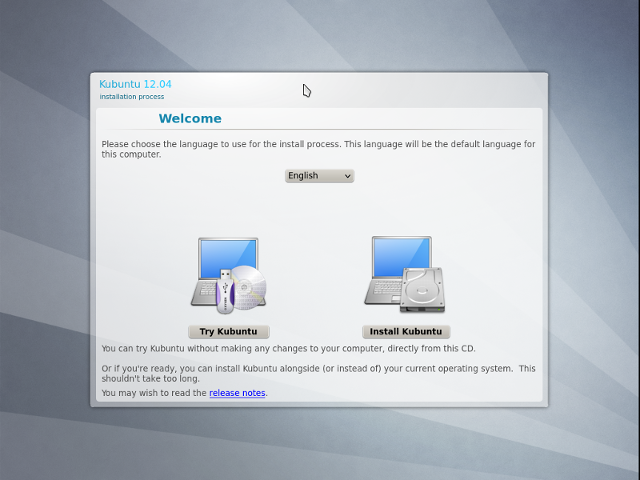 Kubuntu 12.04
installation process
Welcome
Please choose the language to use for the install process. This language will be the default language for
this computer.
English
Try Kubuntu
Install Kubuntu
You can try Kubuntu without making any changes to your computer, directly from this CD.
Or if you're ready, you can install Kubuntu alongside (or instead of) your current operating system.  This
shouldn't take too long.
You may wish to read the release notes.